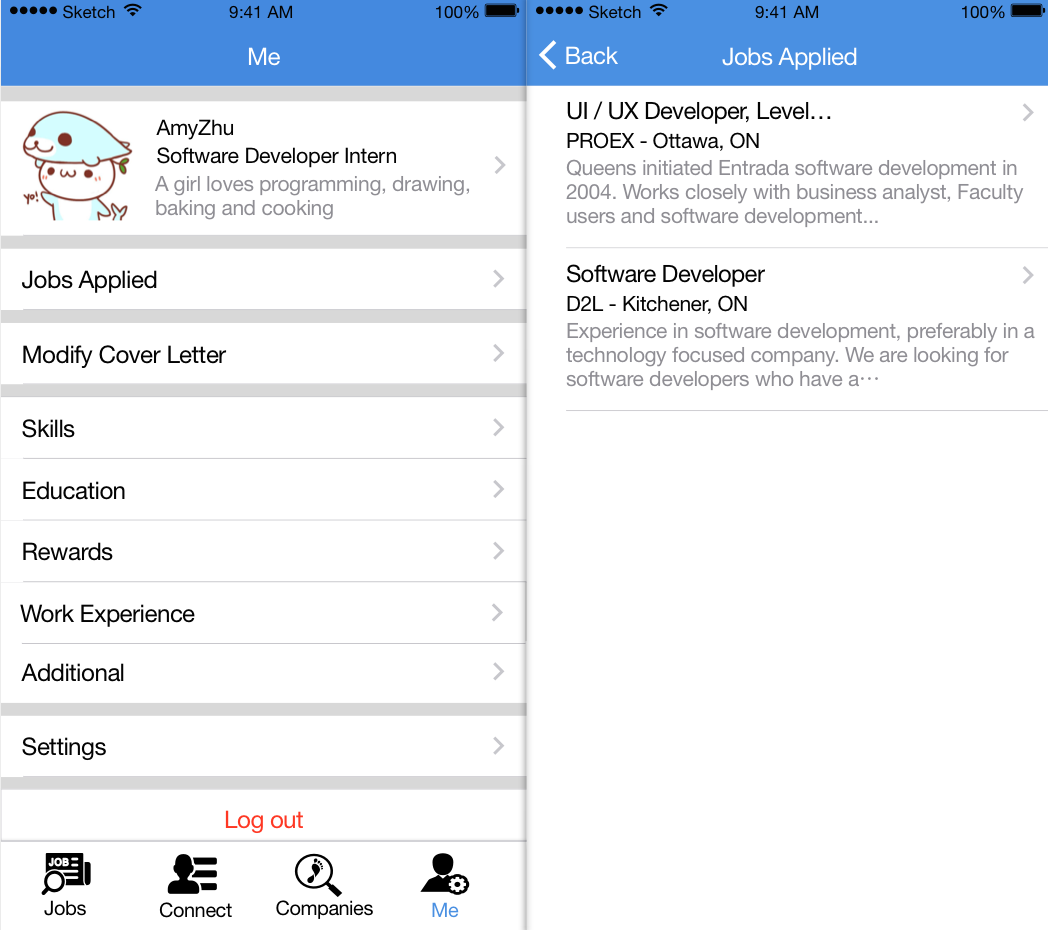 Sketch 9:41 AM 100%
Me
AmyZhu
Software Developer Intern
A girl loves programming, drawing,
baking and cooking
yo!
Jobs Applied
Modify Cover Letter
Skills
Education
Rewards
Work Experience
Additional
Settings
Log out
JOB
Jobs
Connect
Companies
Me
Sketch 9:41 AM 100%
Back
Jobs Applied
UI / UX Developer, Level…
PROEX - Ottawa, ON
Queens initiated Entrada software development in
2004. Works closely with business analyst, Faculty
users and software development...
Software Developer
D2L - Kitchener, ON
Experience in software development, preferably in a
technology focused company. We are looking for
software developers who have a⋯